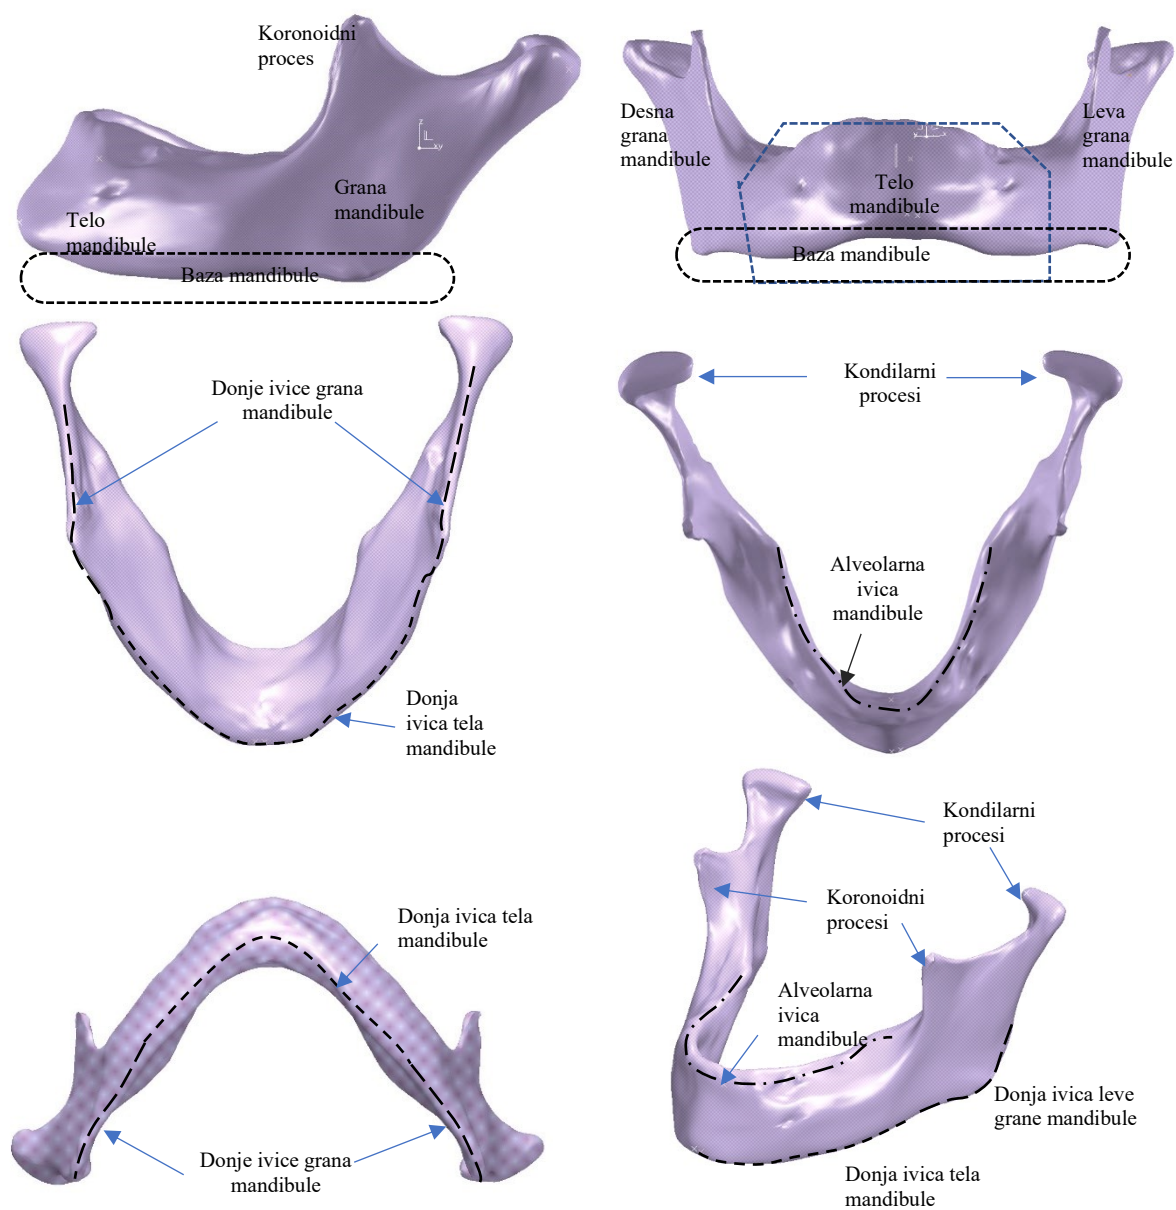 Koronoidni
proces
Grana
mandibule
Telo
mandibule
Baza mandibule
z
xy
Desna
grana
mandibule
Leva
grana
mandibule
Telo
mandibule
Baza mandibule
Donje ivice grana
mandibule
Donja
ivica tela
mandibule
Kondilarni
procesi
Alveolarna
ivica
mandibule
Donja ivica tela
mandibule
Donje ivice grana
mandibule
Kondilarni
procesi
Koronoidni
procesi
Alveolarna
ivica
mandibule
Donja ivica leve
grane mandibule
Donja ivica tela
mandibule